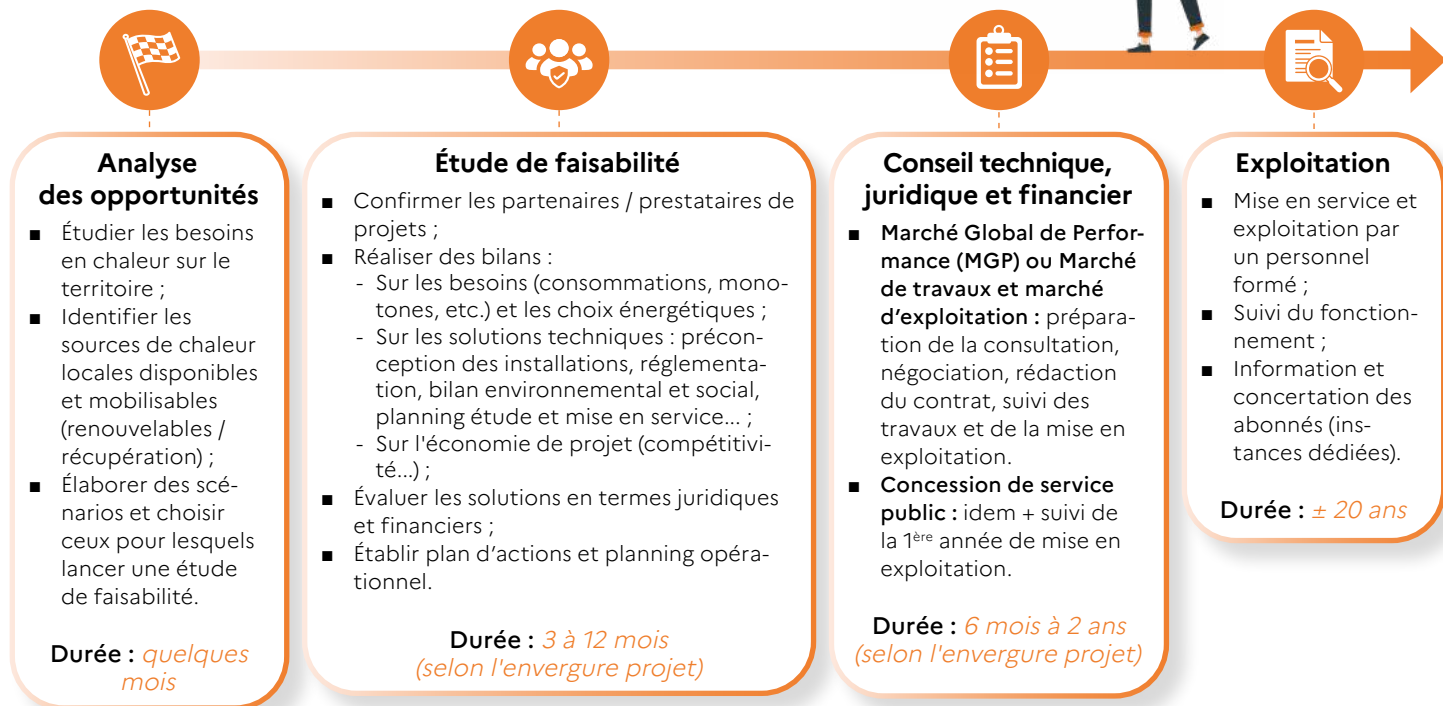 Analyse
des opportunités
■ Étudier les besoins
en chaleur sur le
territoire ;
■ Identifier les
sources de chaleur
locales disponibles
et mobilisables
(renouvelables /
récupération) ;
■ Élaborer des scé-
narios et choisir
ceux pour lesquels
lancer une étude
de faisabilité.
Durée : quelques
mois
Étude de faisabilité
■ Confirmer les partenaires / prestataires de
projets ;
■ Réaliser des bilans :
- Sur les besoins (consommations, mono-
tones, etc.) et les choix énergétiques ;
- Sur les solutions techniques : précon-
ception des installations, réglementa-
tion, bilan environnemental et social,
planning étude et mise en service... ;
- Sur l'économie de projet (compétitivi-
té...) ;
■ Évaluer les solutions en termes juridiques
et financiers ;
■ Établir plan d’actions et planning opéra-
tionnel.
Durée : 3 à 12 mois
(selon l'envergure projet)
Conseil technique,
juridique et financier
■ Marché Global de Perfor-
mance (MGP) ou Marché
de travaux et marché
d’exploitation : prépara-
tion de la consultation,
négociation, rédaction
du contrat, suivi des
travaux et de la mise en
exploitation.
■ Concession de service
public : idem + suivi de
la 1ère année de mise en
exploitation.
Durée : 6 mois à 2 ans
(selon l'envergure projet)
Exploitation
■ Mise en service et
exploitation par
un personnel
formé ;
■ Suivi du fonction-
nement ;
■ Information et
concertation des
abonnés (ins-
tances dédiées).
Durée : ± 20 ans